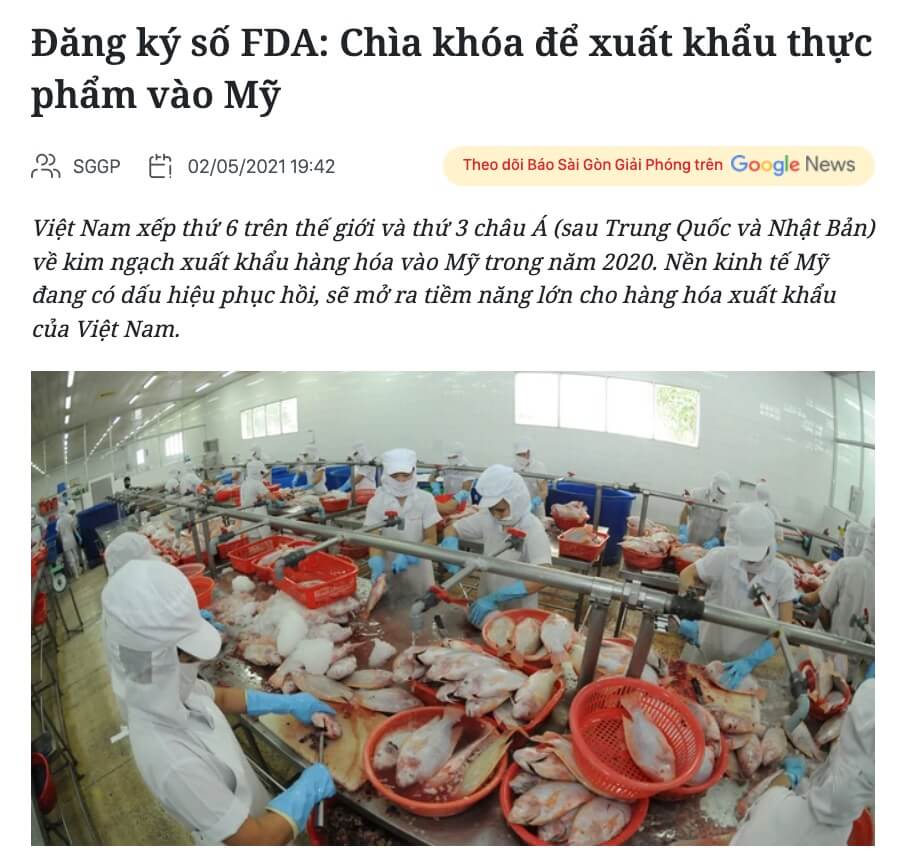 Đăng ký số FDA: Chìa khóa để xuất khẩu thực
phẩm vào Mỹ
SGGP 02/05/2021 19:42 Theo dõi Báo Sài Gòn Giải Phóng trên Google News
Việt Nam xếp thứ 6 trên thế giới và thứ 3 châu Á (sau Trung Quốc và Nhật Bản)
về kim ngạch xuất khẩu hàng hóa vào Mỹ trong năm 2020. Nền kinh tế Mỹ
đang có dấu hiệu phục hồi, sẽ mở ra tiềm năng lớn cho hàng hóa xuất khẩu
của Việt Nam.